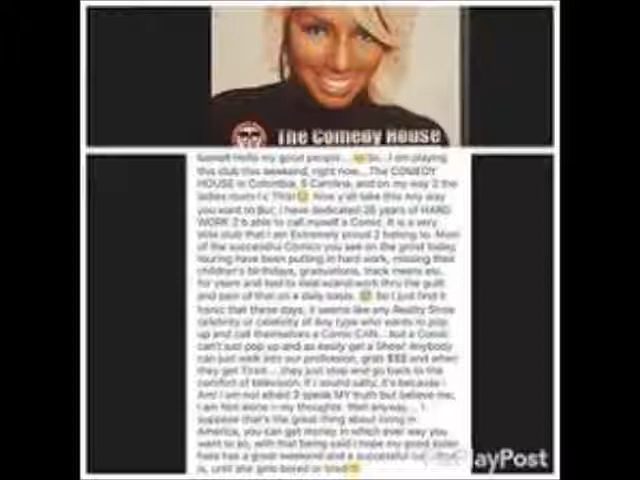 The Comedy House
Sumo!! Hello my good people.... So.. I am playing
this club this weekend, right now...The COMEDY
HOUSE in Columbia, S Carolina, and on my way 2 the
ladies room I c This! Now y'all take this Any way
you want to But, I have dedicated 25 years of HARD
WORK 2 b able to call myself a Comic. It is a very
elite club that I am Extremely proud 2 belong to. Most
of the successful Comics you see on the grind today,
touring have been putting in hard work, missing their
children's birthdays, graduations, track meets etc.
for years and had to deal w/and work thru the guilt
and pain of that on a daily basis. So I just find it
Ironic that these days, it seems like any Reality Show
celebrity or celebrity of Any type who wants to pop
up and call themselves a Comic CAN....but a Comic
can't just pop up and as easily get a Show! Anybody
can just walk into our profession, grab $$$ and when
they get Tired....they just stop and go back to the
comfort of television. If I sound salty, it's because I
Am! I am not afraid 2 speak MY truth but believe me,
I am Not alone n my thoughts. Well anyway.... I
suppose that's the great thing about living in
America, you can get money in which ever way you
want to so, with that being said I hope my good sister
has a great weekend and a successful
is, until she gets bored or tired
PlayPost